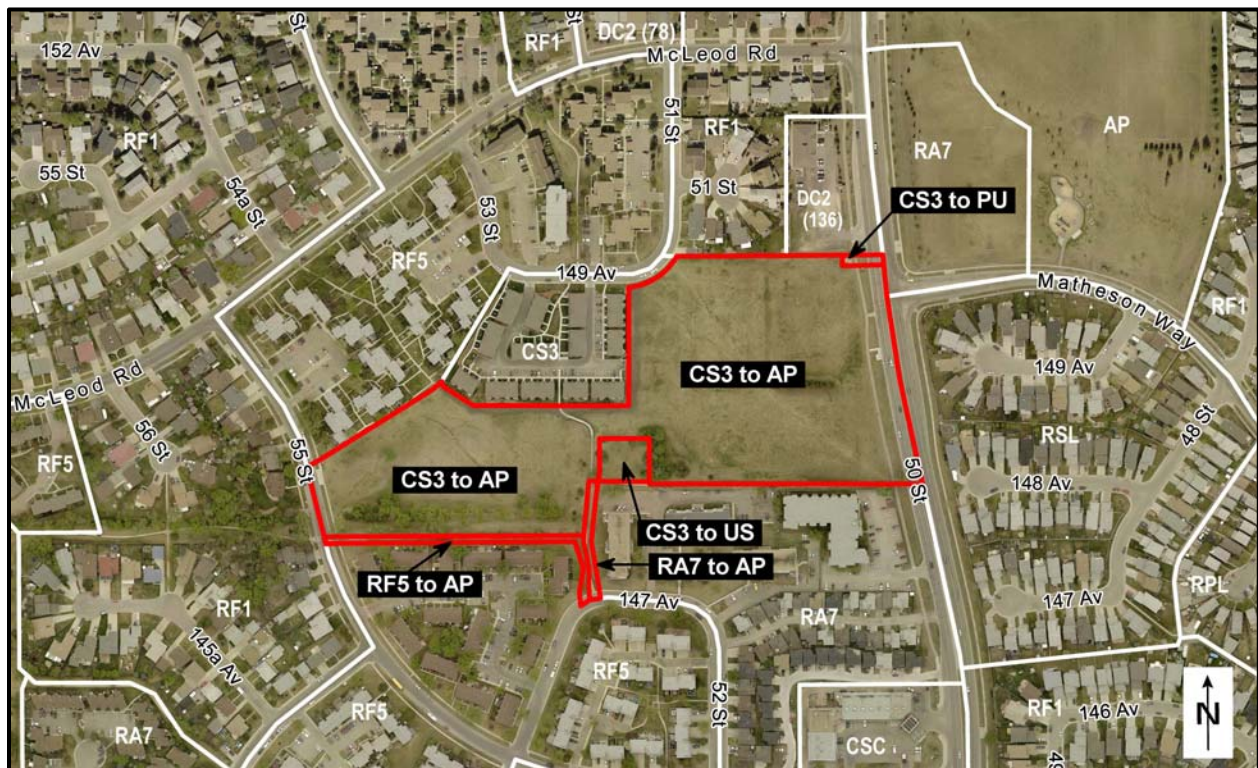 St
St
RF1
DC2 (78)
McLeod Rd
152 Av
RF1
55 St
54a St
53 St
51 St
RF1
51 St
DC2
(136)
RA7
AP
CS3 to PU
RF5
149 Av
CS3
CS3 to AP
Matheson Way
RF1
149 Av
McLeod Rd
56 St
RF5
55 St
CS3 to AP
50 St
RSL
48 St
148 Av
CS3 to US
RF5 to AP
RA7 to AP
147 Av
147 Av
RPL
RF1
145a Av
RA7
RF5
52 St
RF5
RF1
146 Av
RA7
CSC
49
N